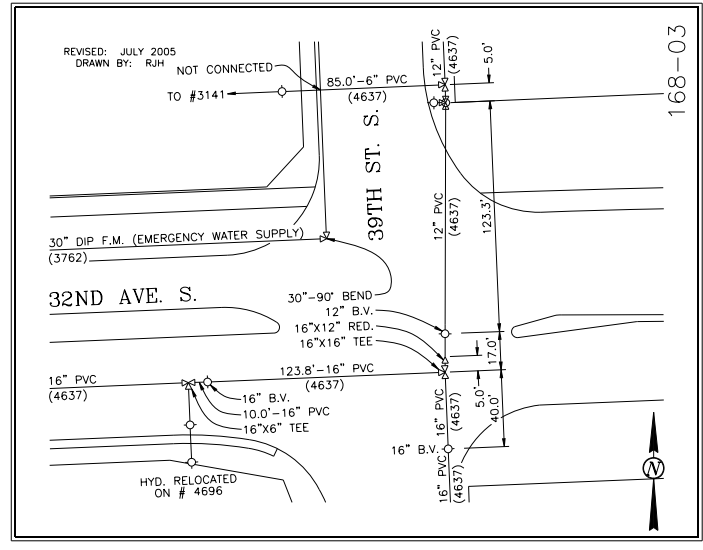 REVISED: JULY 2005
DRAWN BY: RJH
NOT CONNECTED
TO #3141
85.0'-6" PVC
(4637)
12" PVC
(4637)
5.0'
168-03
39TH ST. S.
12" PVC
(4637)
123.3'
30" DIP F.M. (EMERGENCY WATER SUPPLY)
(3762)
32ND AVE. S.
30"-90° BEND
12" B.V.
16"X12" RED.
16"X16" TEE
17.0'
5.0'
40.0'
16" PVC
(4637)
123.8'-16" PVC
(4637)
16" B.V.
10.0'-16" PVC
16"X6" TEE
16" PVC
(4637)
16" B.V.
16" PVC
(4637)
HYD. RELOCATED
ON # 4696
N